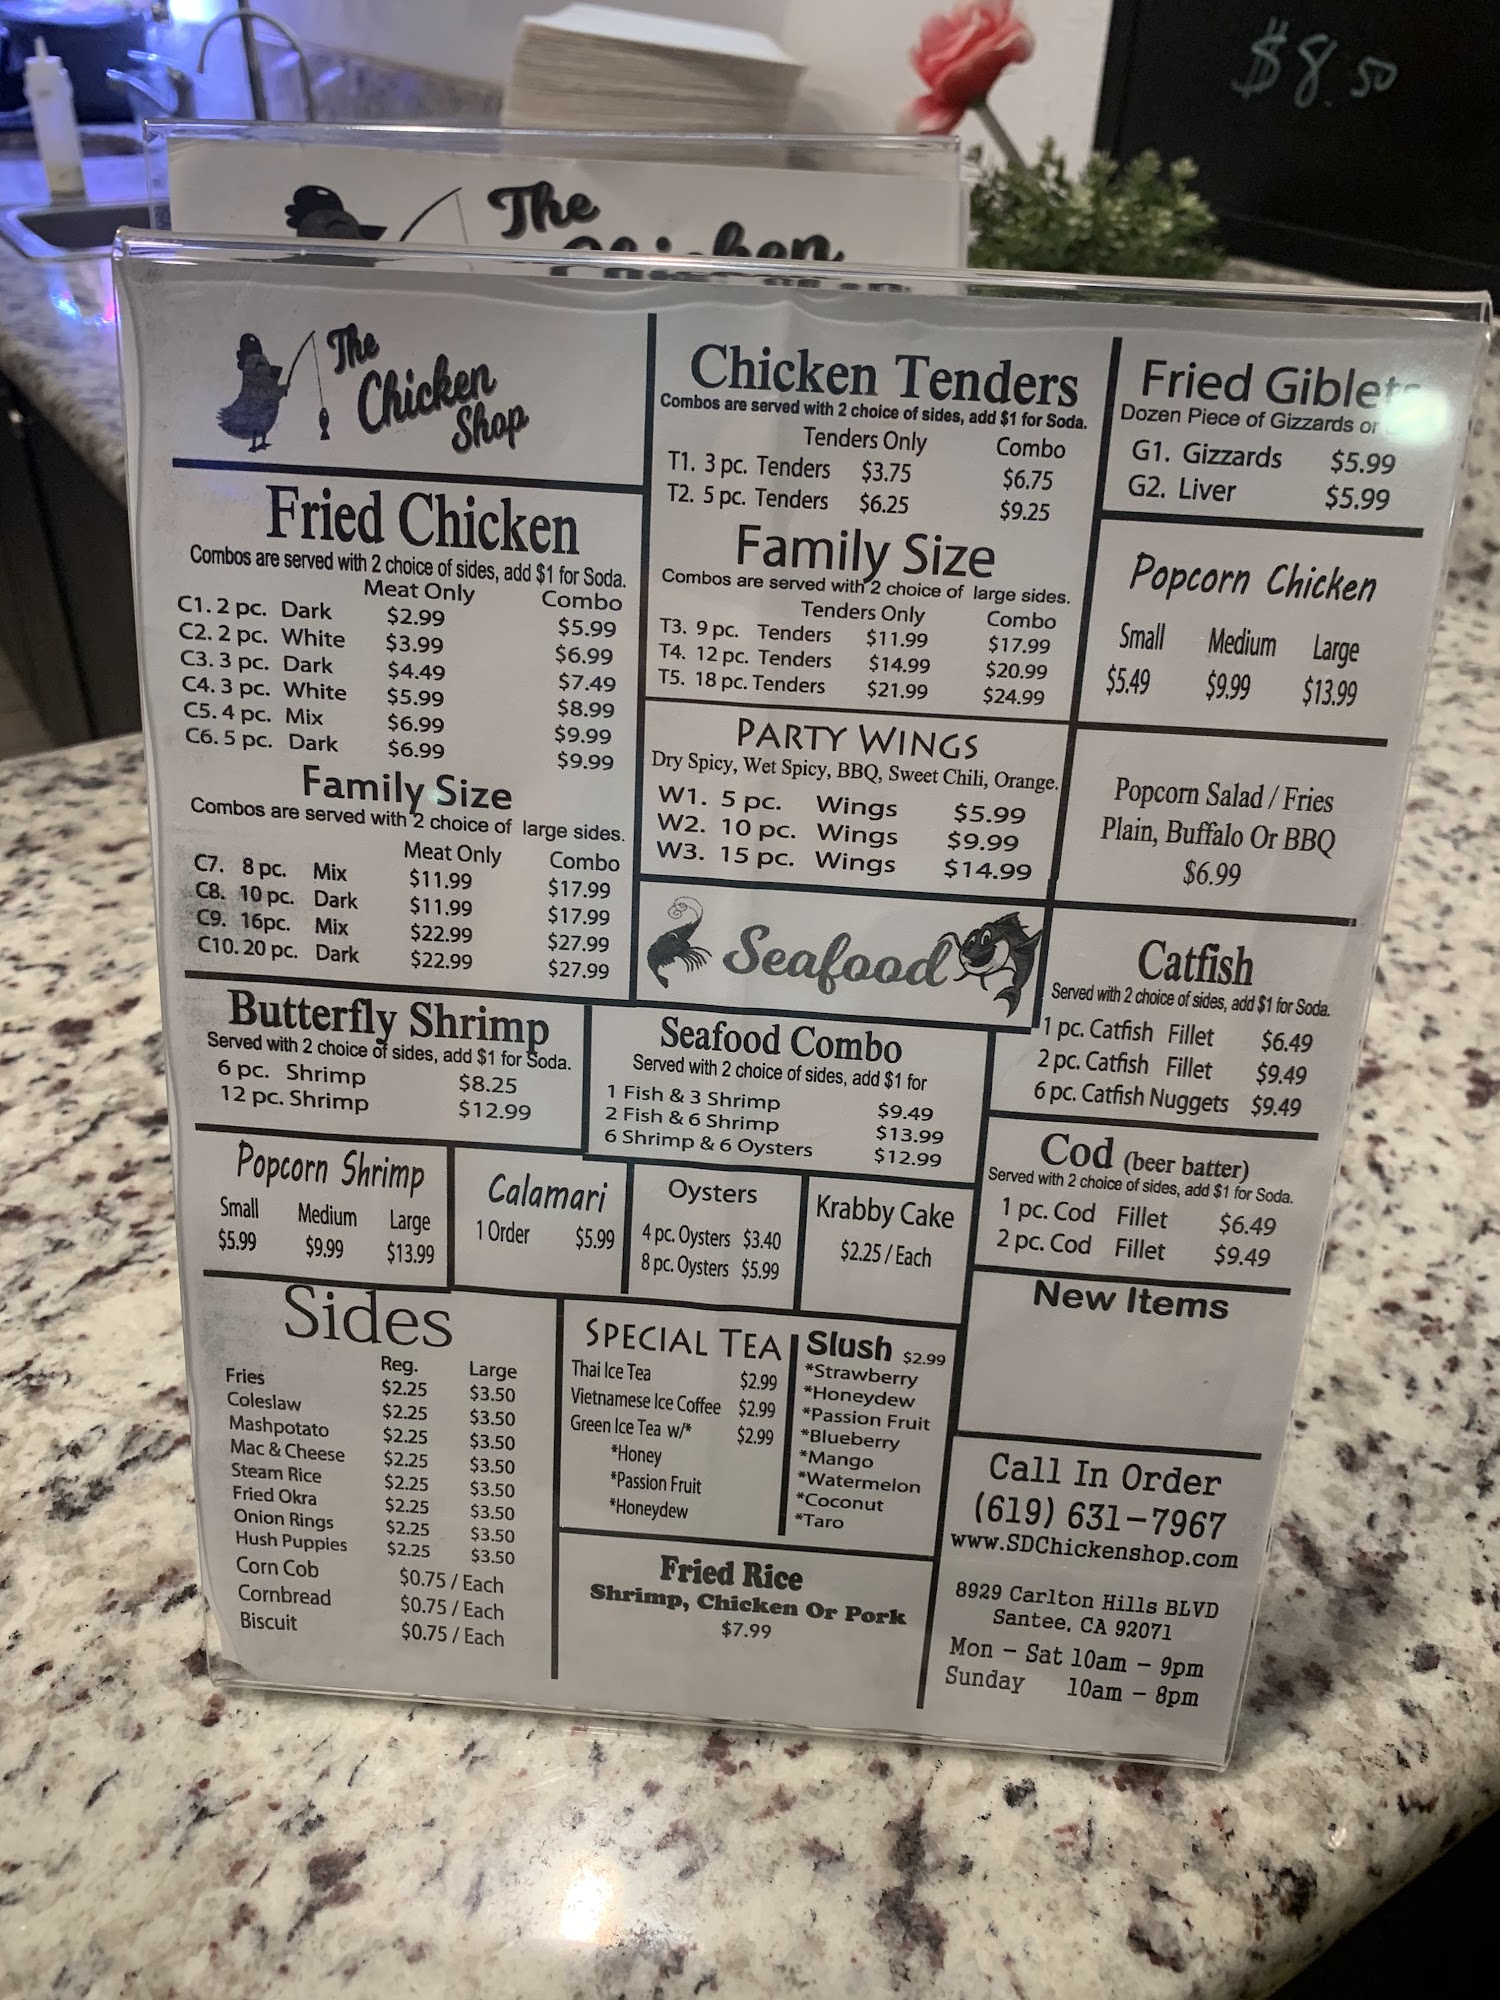 $8.50
The
Chicken
The
Chicken
Shop
Fried Chicken
Combos are served with 2 choice of sides, add $1 for Soda.
Meat Only Combo
C1. 2 pc. Dark $2.99 $5.99
C2. 2 pc. White $3.99 $6.99
C3. 3 pc. Dark $4.49 $7.49
C4. 3 pc. White $5.99 $8.99
C5. 4 pc. Mix $6.99 $9.99
C6. 5 pc. Dark $6.99 $9.99
Family Size
Combos are served with 2 choice of large sides.
Meat Only Combo
C7. 8 pc. Mix $11.99 $17.99
C8. 10 pc. Dark $11.99 $17.99
C9. 16pc. Mix $22.99 $27.99
C10. 20 pc. Dark $22.99 $27.99
Chicken Tenders
Combos are served with 2 choice of sides, add $1 for Soda.
Tenders Only Combo
T1. 3 pc. Tenders $3.75 $6.75
T2. 5 pc. Tenders $6.25 $9.25
Family Size
Combos are served with 2 choice of large sides.
Tenders Only Combo
T3. 9 pc. Tenders $11.99 $17.99
T4. 12 pc. Tenders $14.99 $20.99
T5. 18 pc. Tenders $21.99 $24.99
PARTY WINGS
Dry Spicy, Wet Spicy, BBQ, Sweet Chili, Orange.
W1. 5 pc. Wings $5.99
W2. 10 pc. Wings $9.99
W3. 15 pc. Wings $14.99
Fried Giblets
Dozen Piece of Gizzards or
G1. Gizzards $5.99
G2. Liver $5.99
Popcorn Chicken
Small Medium Large
$5.49 $9.99 $13.99
Popcorn Salad / Fries
Plain, Buffalo Or BBQ
$6.99
Seafood
Butterfly Shrimp
Served with 2 choice of sides, add $1 for Soda.
6 pc. Shrimp $8.25
12 pc. Shrimp $12.99
Seafood Combo
Served with 2 choice of sides, add $1 for
1 Fish & 3 Shrimp $9.49
2 Fish & 6 Shrimp $13.99
6 Shrimp & 6 Oysters $12.99
Catfish
Served with 2 choice of sides, add $1 for Soda.
1 pc. Catfish Fillet $6.49
2 pc. Catfish Fillet $9.49
6 pc. Catfish Nuggets $9.49
Cod (beer batter)
Served with 2 choice of sides, add $1 for Soda.
1 pc. Cod Fillet $6.49
2 pc. Cod Fillet $9.49
Popcorn Shrimp
Small Medium Large
$5.99 $9.99 $13.99
Calamari
1 Order $5.99
Oysters
4 pc. Oysters $3.40
8 pc. Oysters $5.99
Krabby Cake
$2.25 / Each
New Items
Sides
Reg. Large
Fries $2.25 $3.50
Coleslaw $2.25 $3.50
Mashpotato $2.25 $3.50
Mac & Cheese $2.25 $3.50
Steam Rice $2.25 $3.50
Fried Okra $2.25 $3.50
Onion Rings $2.25 $3.50
Hush Puppies $2.25 $3.50
Corn Cob $0.75 / Each
Cornbread $0.75 / Each
Biscuit $0.75 / Each
SPECIAL TEA
Thai Ice Tea $2.99
Vietnamese Ice Coffee $2.99
Green Ice Tea w/* $2.99
*Honey
*Passion Fruit
*Honeydew
Slush $2.99
*Strawberry
*Honeydew
*Passion Fruit
*Blueberry
*Mango
*Watermelon
*Coconut
*Taro
Fried Rice
Shrimp, Chicken Or Pork
$7.99
Call In Order
(619) 631-7967
www.SDChickenshop.com
8929 Carlton Hills BLVD
Santee, CA 92071
Mon - Sat 10am - 9pm
Sunday 10am - 8pm